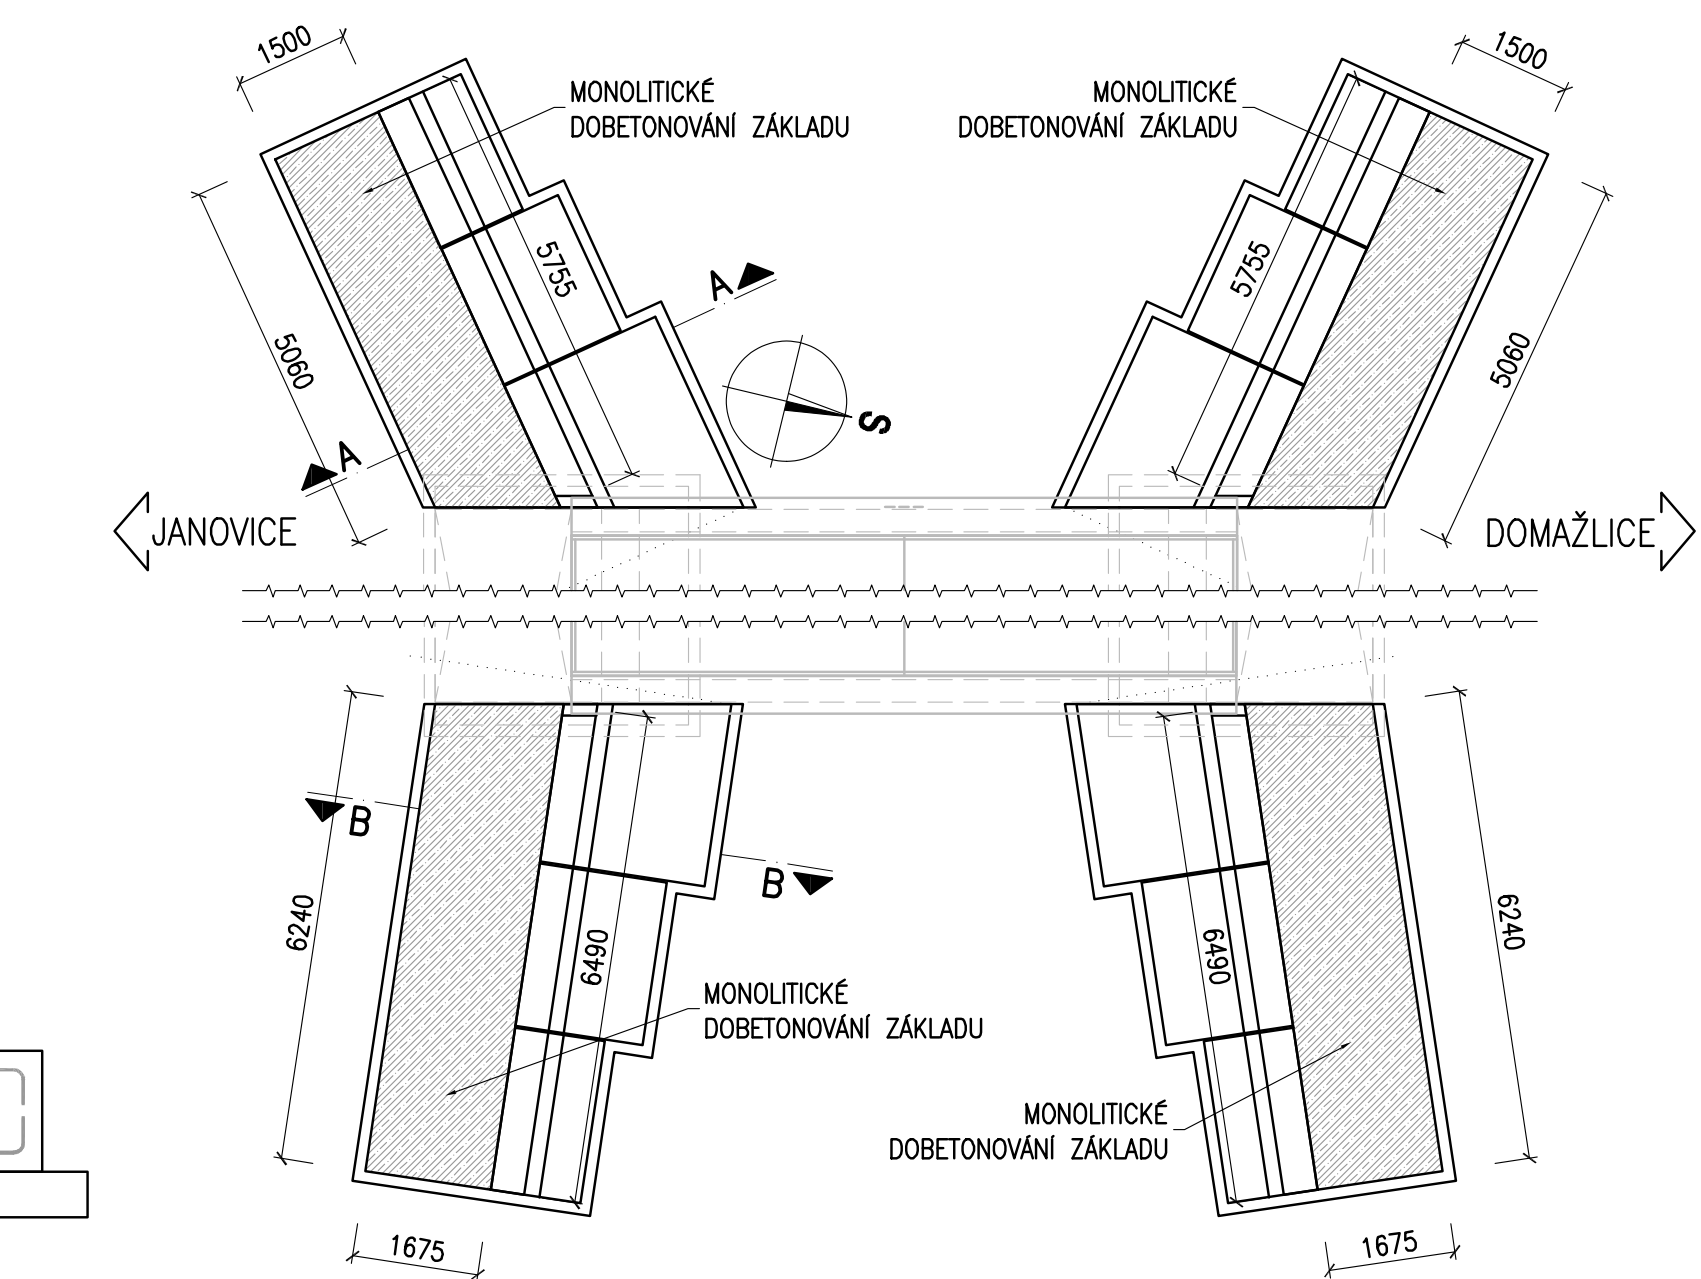 1500
1500
MONOLITICKÉ
DOBETONOVÁNÍ ZÁKLADU
MONOLITICKÉ
DOBETONOVÁNÍ ZÁKLADU
5755
5755
A
5060
5060
S
A
JANOVICE
DOMAŽLICE
B
B
6240
6490
6490
6240
MONOLITICKÉ
DOBETONOVÁNÍ ZÁKLADU
MONOLITICKÉ
DOBETONOVÁNÍ ZÁKLADU
1675
1675